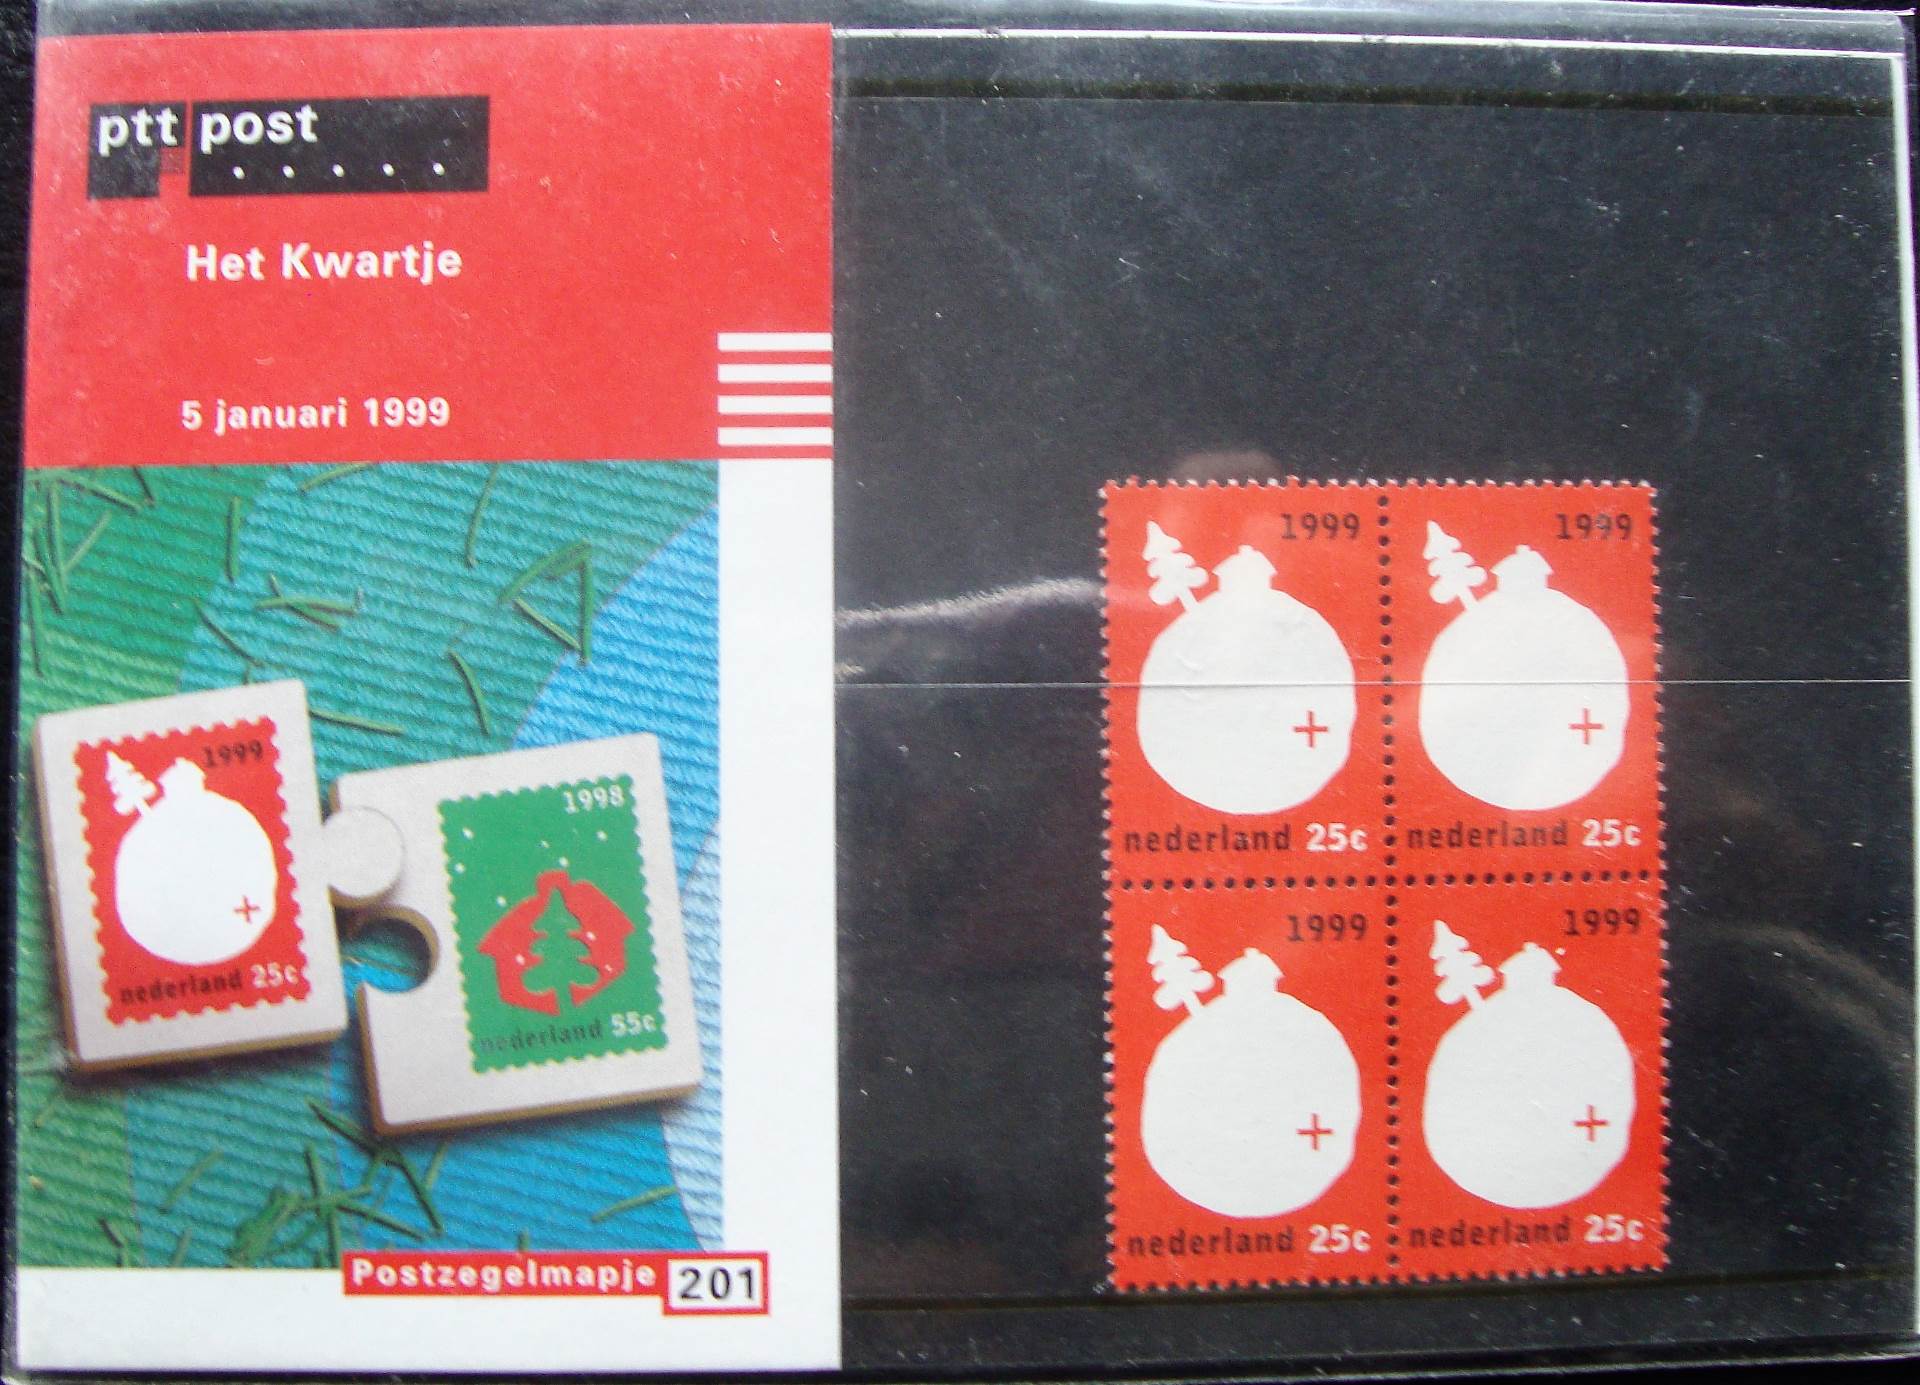 ptt post
Het Kwartje
5 januari 1999
1999
nederland 25c
1998
nederland 55c
Postzegelmapje 201
1999
nederland 25c
1999
nederland 25c
1999
nederland 25c
1999
nederland 25c